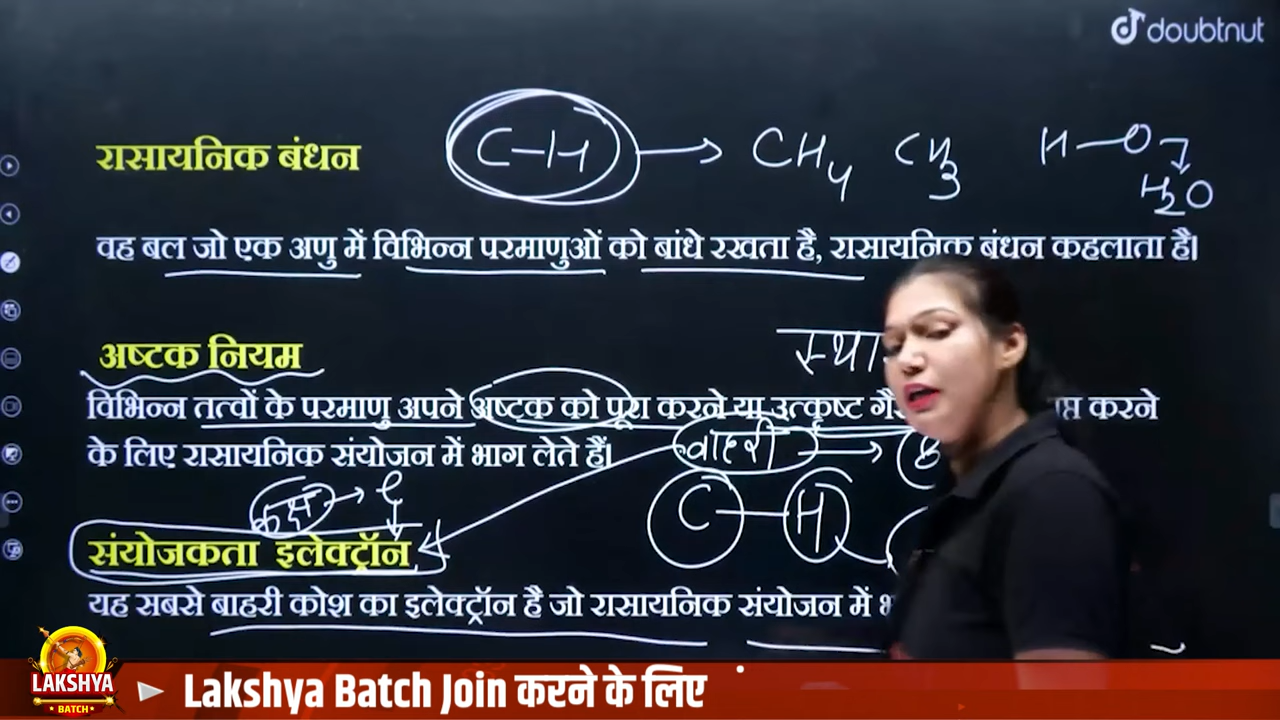 doubtnut
रासायनिक बंधन C-H → CH4 CH3 H-O → H2O
वह बल जो एक अणु में विभिन्न परमाणुओं को बांधे रखता है, रासायनिक बंधन कहलाता है।
अष्टक नियम
विभिन्न तत्वों के परमाणु अपने अष्टक को पूरा करने या उत्कृष्ट करने
के लिए रासायनिक संयोजन में भाग लेते हैं। बाहरी →
कक्ष → e C-H
संयोजकता इलेक्ट्रॉन
यह सबसे बाहरी कोश का इलेक्ट्रॉन है जो रासायनिक संयोजन में
LAKSHYA
BATCH
Lakshya Batch Join करने के लिए